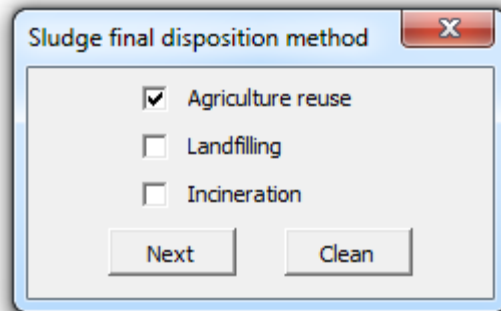 Sludge final disposition method
Agriculture reuse
Landfilling
Incineration
Next Clean